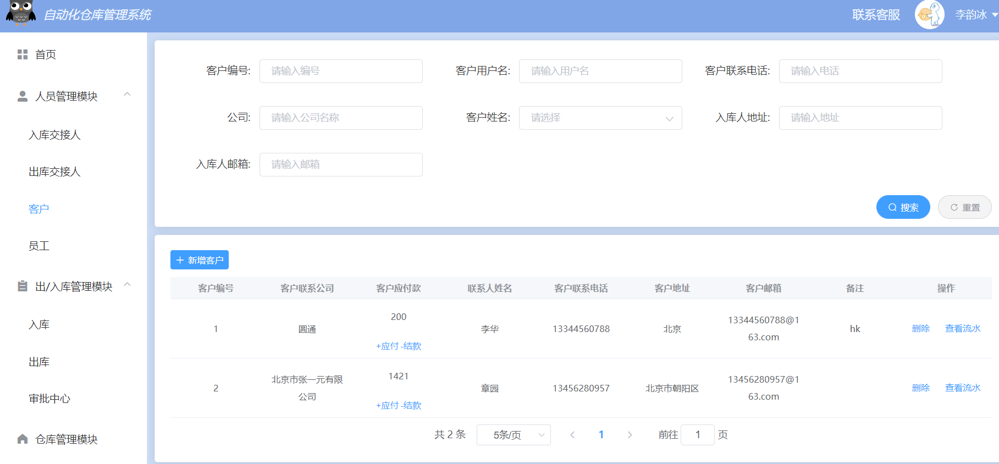 自动化仓库管理系统
联系客服
李韵冰
首页
人员管理模块
入库交接人
出库交接人
客户
员工
出/入库管理模块
入库
出库
审批中心
仓库管理模块
客户编号: 请输入编号
客户用户名: 请输入用户名
客户联系电话: 请输入电话
公司: 请输入公司名称
客户姓名: 请选择
入库人地址: 请输入地址
入库人邮箱: 请输入邮箱
搜索
重置
+ 新增客户
客户编号 客户联系公司 客户应付款 联系人姓名 客户联系电话 客户地址 客户邮箱 备注 操作
1 圆通 200 李华 13344560788 北京 13344560788@1 hk 删除 查看流水
63.com
+应付 -结款
2 北京市张一元有限 1421 章园 13456280957 北京市朝阳区 13456280957@1 删除 查看流水
公司 63.com
+应付 -结款
共 2 条 5条/页 1 前往 1 页